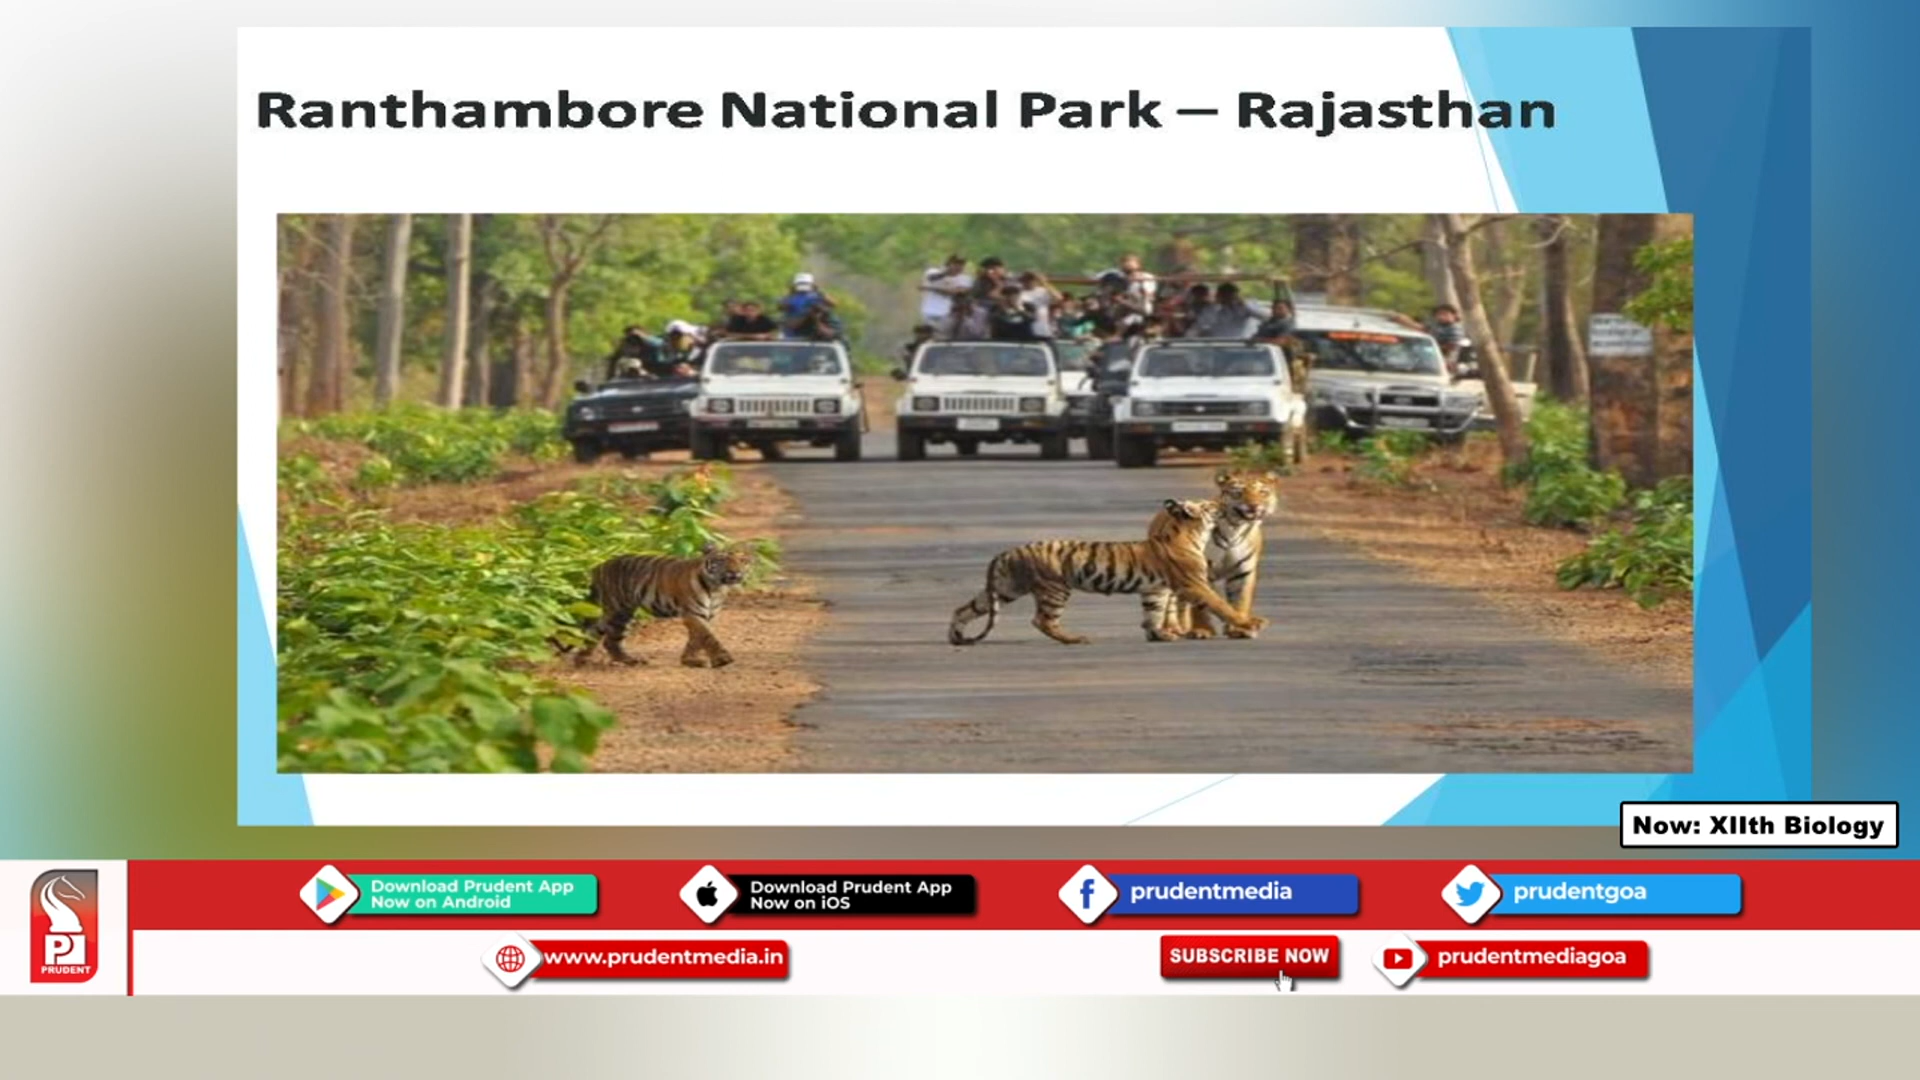 Ranthambore National Park – Rajasthan
Now: XIIth Biology
Download Prudent App
Now on Android
Download Prudent App
Now on iOS
prudentmedia
prudentgoa
PRUDENT
www.prudentmedia.in
SUBSCRIBE NOW
prudentmediagoa